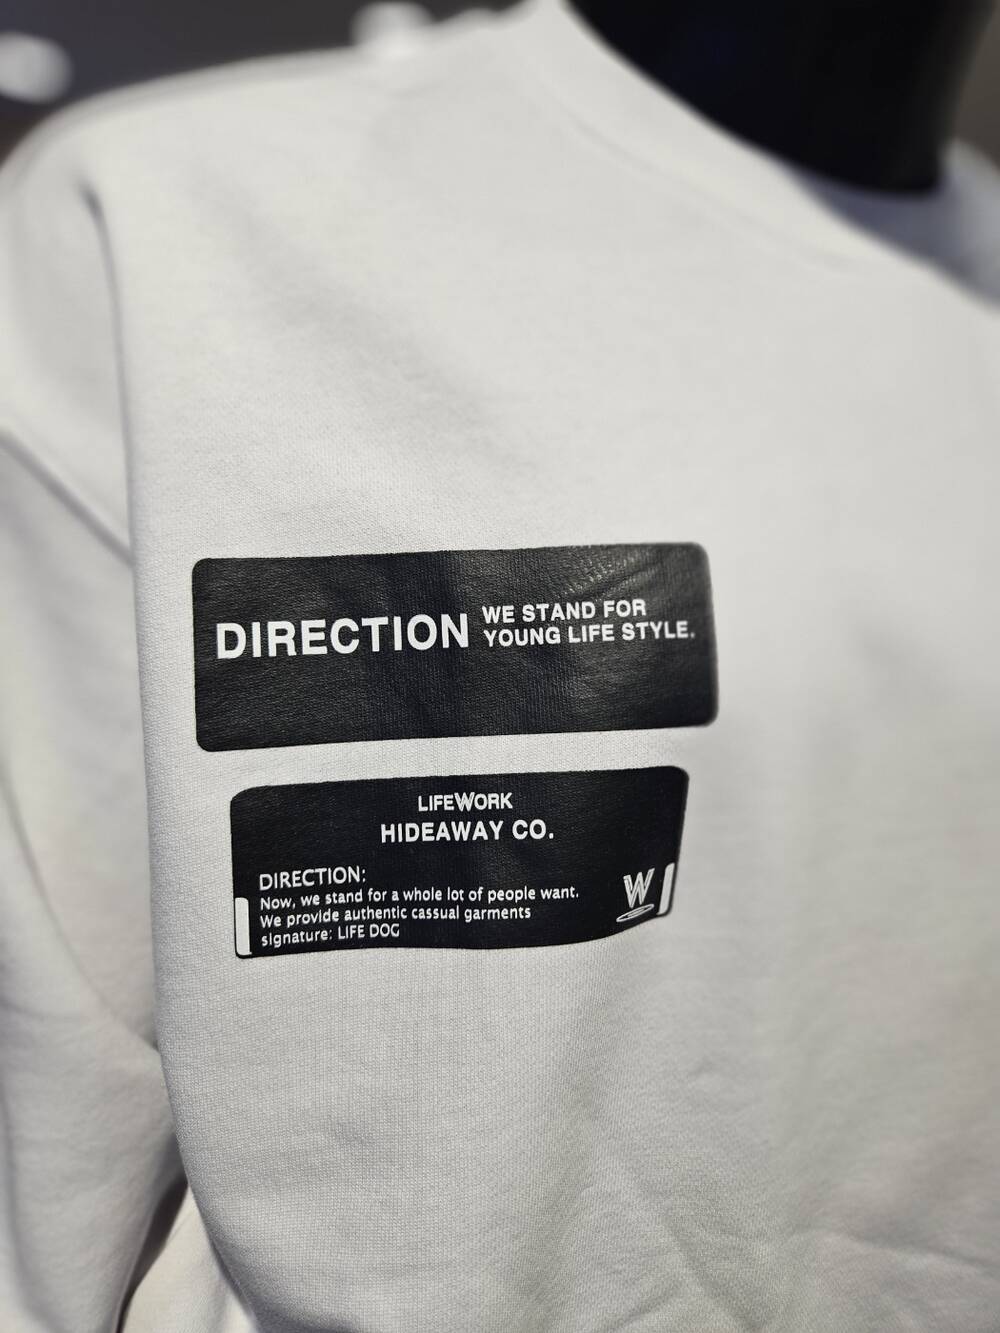 DIRECTION
WE STAND FOR
YOUNG LIFE STYLE.
LIFEWORK
HIDEAWAY CO.
DIRECTION:
Now, we stand for a whole lot of people want.
We provide authentic cassual garments
signature: LIFE DOG
W